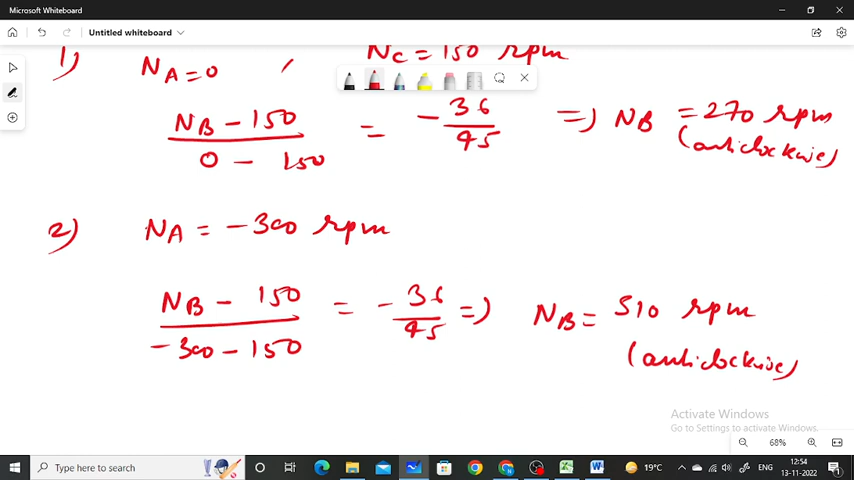 Microsoft Whiteboard
Untitled whiteboard
1) NA=0 , NC = 150 rpm
NB - 150 / 0 - 150 = - 36/45 => NB = 270 rpm
(anticlockwise)
2) NA = -300 rpm
NB - 150 / -300 - 150 = - 36/45 => NB = 510 rpm
(anticlockwise)
Activate Windows
Go to Settings to activate Windows.
68%
Type here to search
19°C
ENG
12:54
13-11-2022